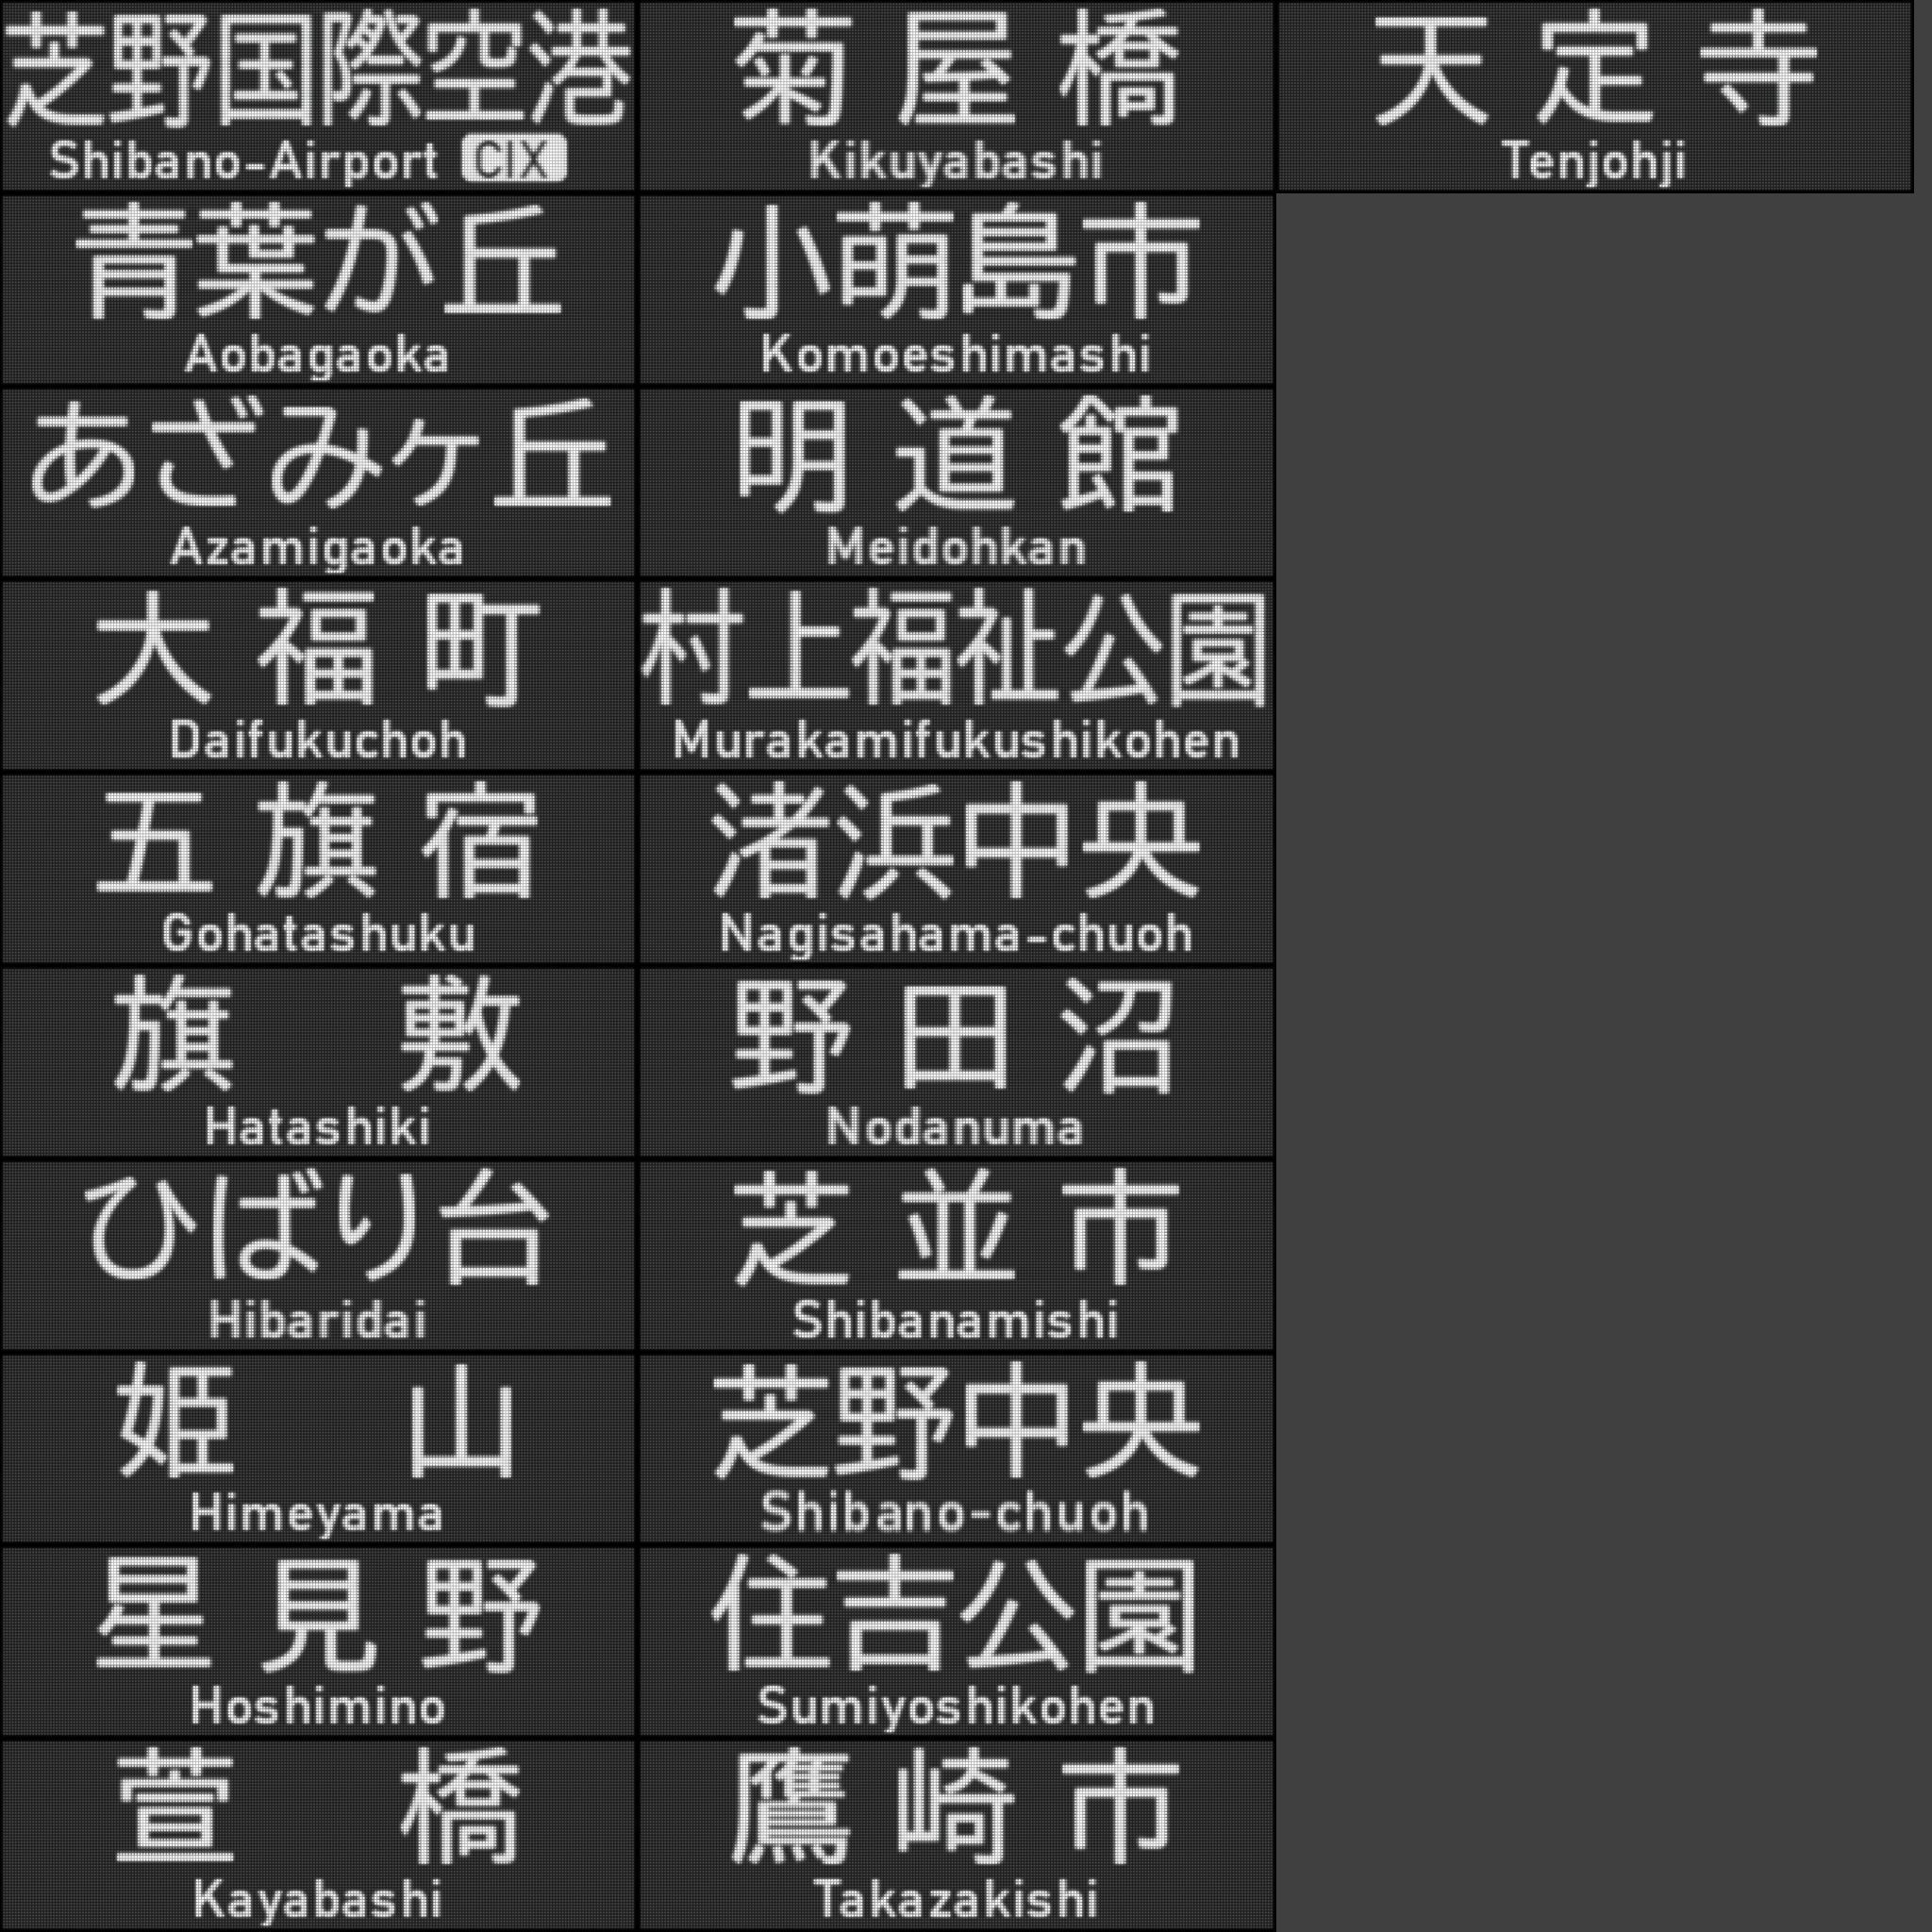 芝野国際空港
Shibano-Airport CIX
青葉が丘
Aobagaoka
あざみヶ丘
Azamigaoka
大福町
Daifukuchoh
五旗宿
Gohatashuku
旗敷
Hatashiki
ひばり台
Hibaridai
姫山
Himeyama
星見野
Hoshimino
萱橋
Kayabashi
菊屋橋
Kikuyabashi
小萌島市
Komoeshimashi
明道館
Meidohkan
村上福祉公園
Murakamifukushikohen
渚浜中央
Nagisahama-chuoh
野田沼
Nodanuma
芝並市
Shibanamishi
芝野中央
Shibano-chuoh
住吉公園
Sumiyoshikohen
鷹崎市
Takazakishi
天定寺
Tenjohji